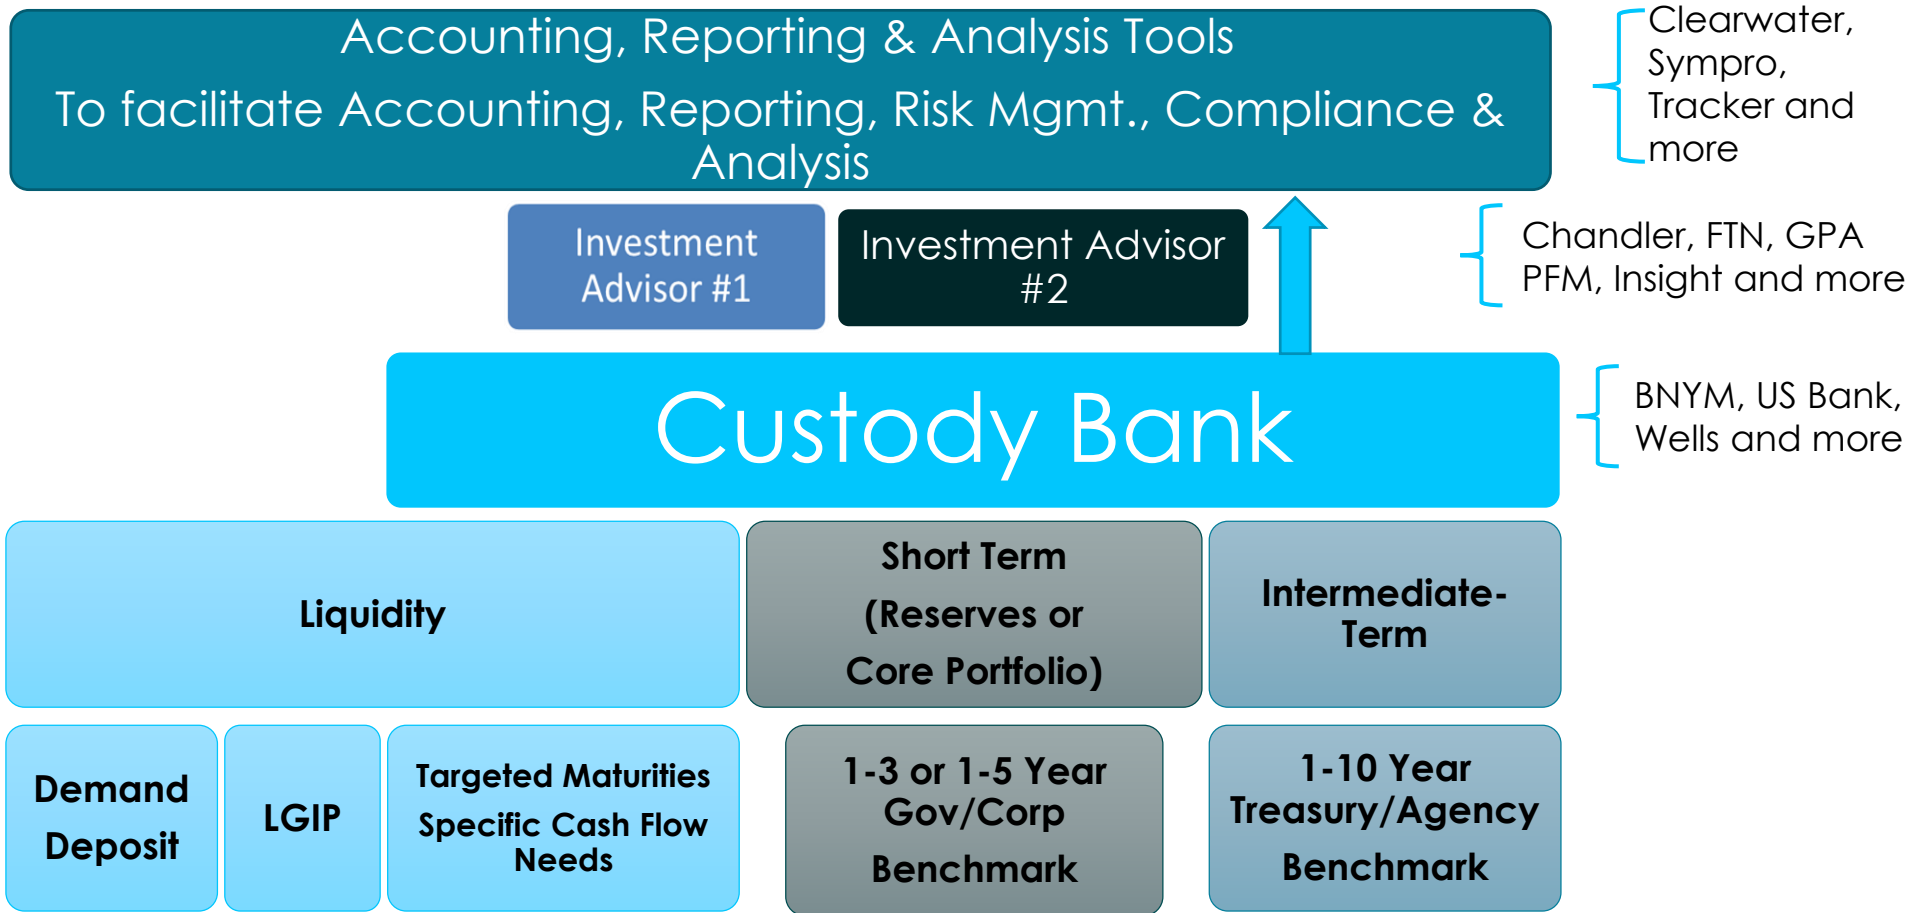 Accounting, Reporting & Analysis Tools
To facilitate Accounting, Reporting, Risk Mgmt., Compliance &
Analysis
Clearwater,
Sympro,
Tracker and
more
Investment
Advisor #1
Investment Advisor
#2
Chandler, FTN, GPA
PFM, Insight and more
Custody Bank
BNYM, US Bank,
Wells and more
Liquidity
Short Term
(Reserves or
Core Portfolio)
Intermediate-
Term
Demand
Deposit
LGIP
Targeted Maturities
Specific Cash Flow
Needs
1-3 or 1-5 Year
Gov/Corp
Benchmark
1-10 Year
Treasury/Agency
Benchmark